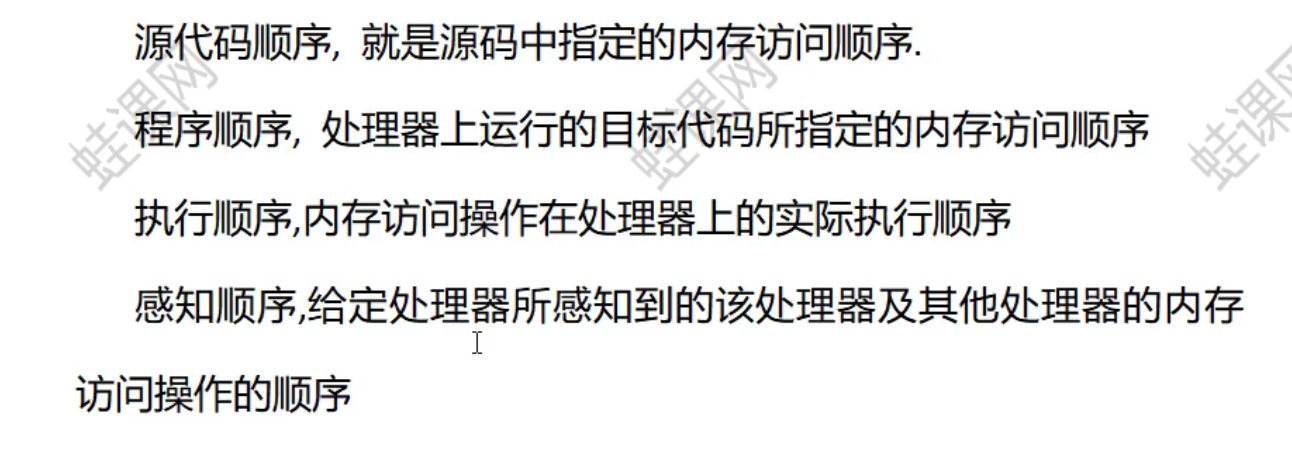 源代码顺序, 就是源码中指定的内存访问顺序.
程序顺序, 处理器上运行的目标代码所指定的内存访问顺序
执行顺序,内存访问操作在处理器上的实际执行顺序
感知顺序,给定处理器所感知到的该处理器及其他处理器的内存
访问操作的顺序
蛙课网
蛙课网
蛙课网